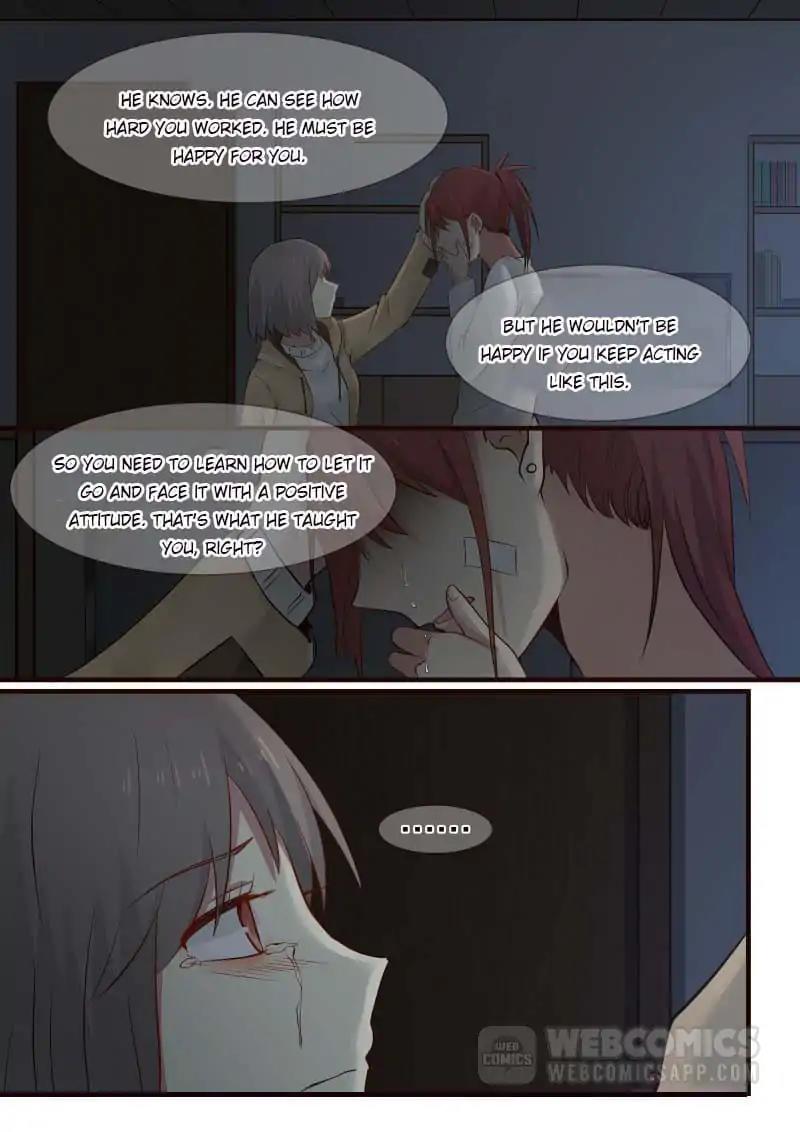 HE KNOWS. HE CAN SEE HOW
HARD YOU WORKED. HE MUST BE
HAPPY FOR YOU.
BUT HE WOULDN'T BE
HAPPY IF YOU KEEP ACTING
LIKE THIS.
SO YOU NEED TO LEARN HOW TO LET IT
GO AND FACE IT WITH A POSITIVE
ATTITUDE. THAT'S WHAT HE TAUGHT
YOU, RIGHT?
......
WEB
COMICS
WEBCOMICS
WEBCOMICSAPP.COM